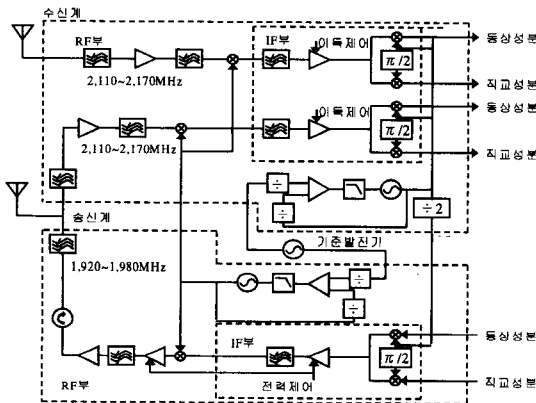 수신계
RF부
2,110~2,170MHz
IF부
이득제어
π/2
동상성분
직교성분
2,110~2,170MHz
이득제어
π/2
동상성분
직교성분
÷
÷
÷2
송신계
기준발진기
1,920~1,980MHz
÷
÷
IF부
π/2
동상성분
직교성분
전력제어
RF부